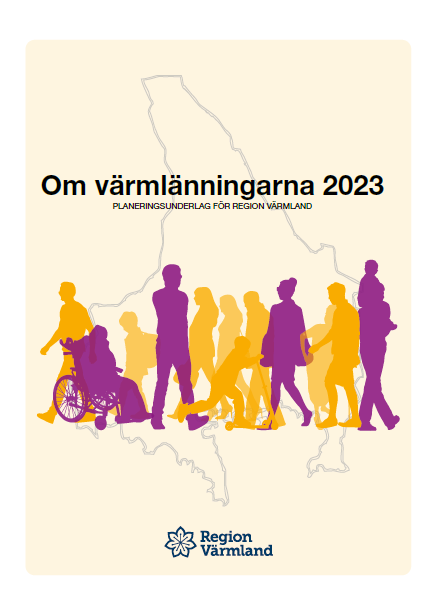 Om värmlänningarna 2023
PLANERINGSUNDERLAG FÖR REGION VÄRMLAND
Region
Värmland